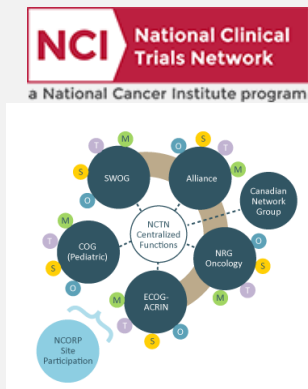 NCI
National Clinical
Trials Network
a National Cancer Institute program
M
T
S
O
SWOG
O
S
T
M
Alliance
Canadian
Network
Group
NCTN
Centralized
Functions
M
T
S
O
COG
(Pediatric)
NRG
Oncology
O
S
T
M
ECOG-
ACRIN
M
T
S
O
NCORP
Site
Participation